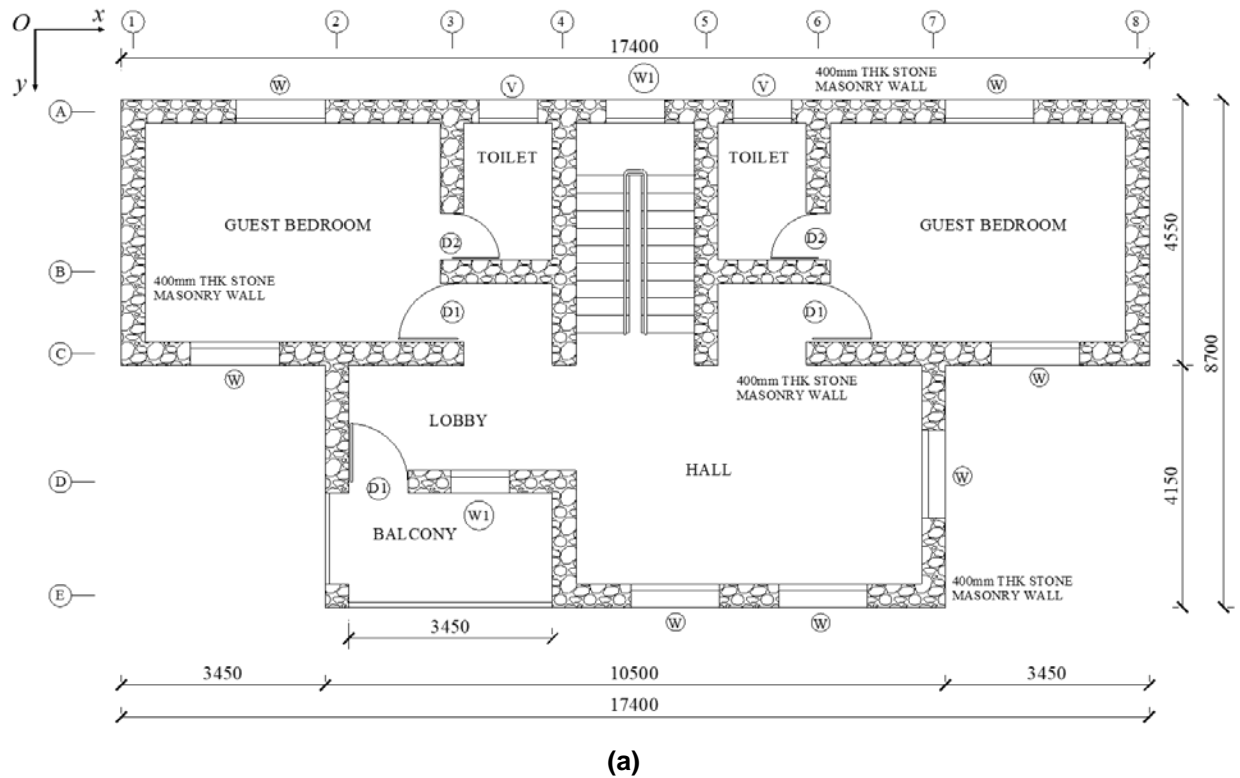 O x 1 2 3 4 5 6 7 8
y
17400
400mm THK STONE
MASONRY WALL
W V W1 V W
A
TOILET TOILET
GUEST BEDROOM GUEST BEDROOM
4550
8700
D2 D2
B
400mm THK STONE
MASONRY WALL
D1 D1
C
W W
400mm THK STONE
MASONRY WALL
LOBBY
HALL
D
D1 W1 W
4150
BALCONY
E
400mm THK STONE
MASONRY WALL
W W
3450
3450 10500 3450
17400
(a)